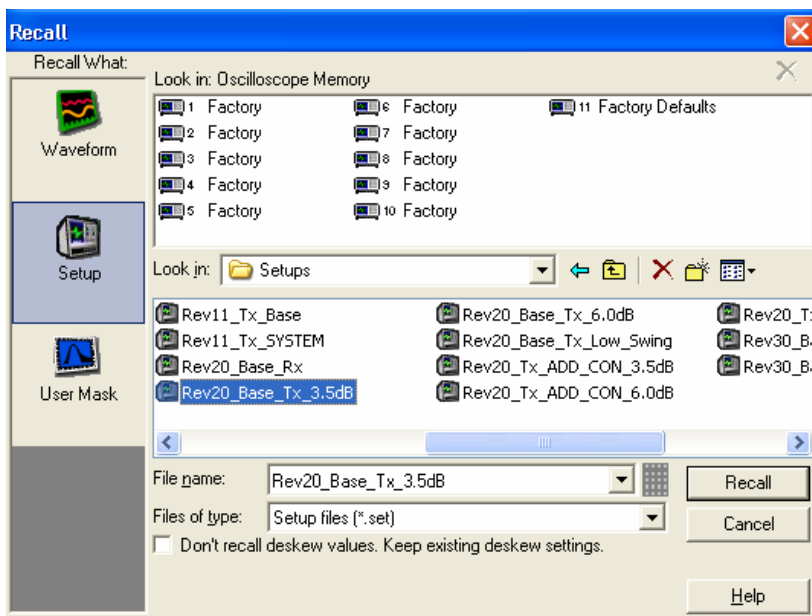 Recall
Recall What:
Waveform
Setup
User Mask
Look in: Oscilloscope Memory
1 Factory
2 Factory
3 Factory
4 Factory
5 Factory
6 Factory
7 Factory
8 Factory
9 Factory
10 Factory
11 Factory Defaults
Look in: Setups
Rev11_Tx_Base
Rev11_Tx_SYSTEM
Rev20_Base_Rx
Rev20_Base_Tx_3.5dB
Rev20_Base_Tx_6.0dB
Rev20_Base_Tx_Low_Swing
Rev20_Tx_ADD_CON_3.5dB
Rev20_Tx_ADD_CON_6.0dB
File name: Rev20_Base_Tx_3.5dB
Files of type: Setup files (*.set)
Don't recall deskew values. Keep existing deskew settings.
Recall
Cancel
Help